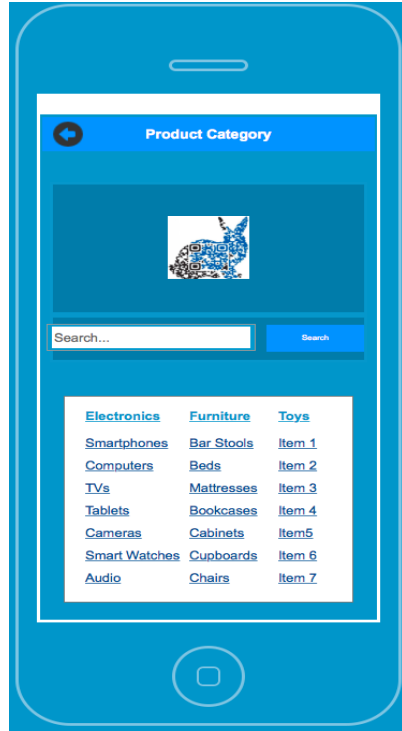 Product Category
Search...
Search
Electronics Furniture Toys
Smartphones Bar Stools Item 1
Computers Beds Item 2
TVs Mattresses Item 3
Tablets Bookcases Item 4
Cameras Cabinets Item5
Smart Watches Cupboards Item 6
Audio Chairs Item 7